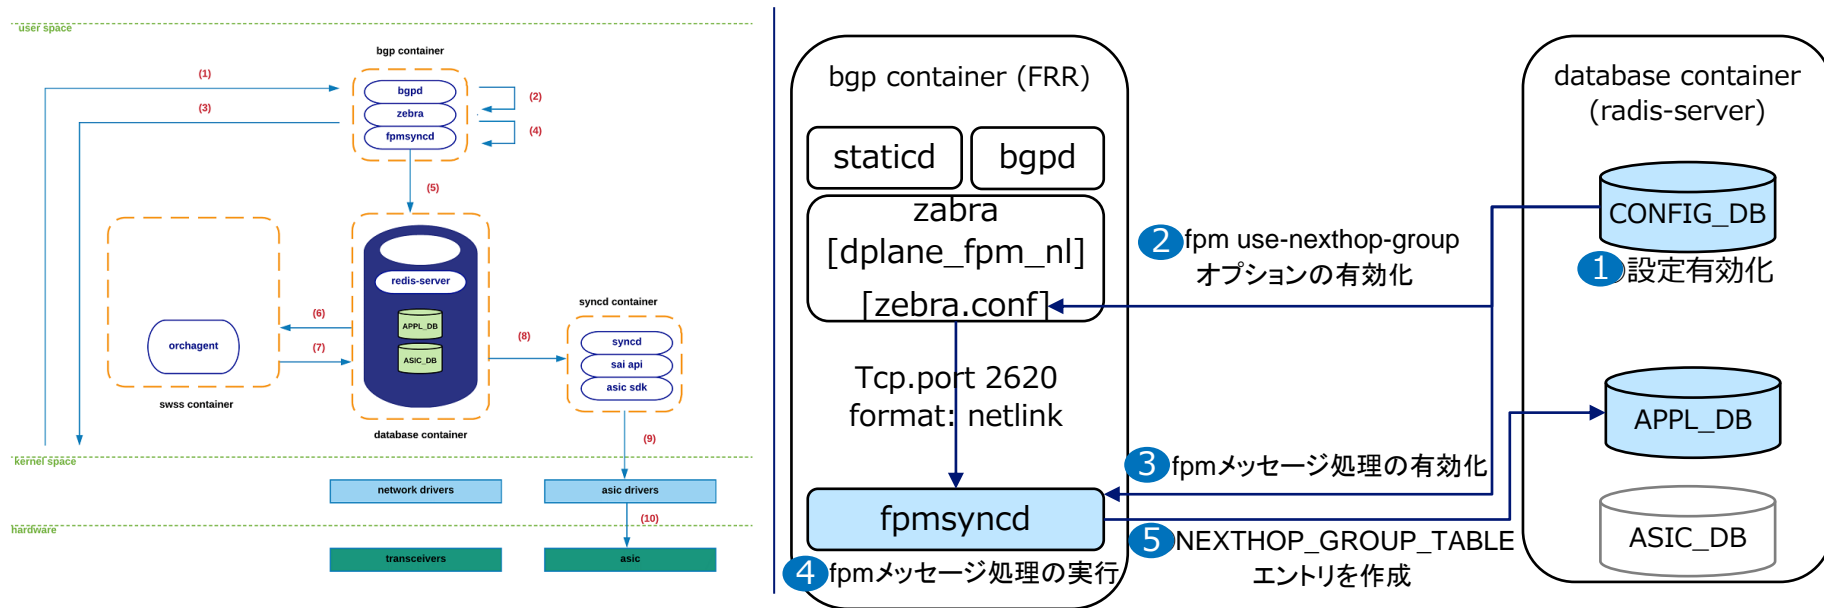 user space
bgp container
(1)
bgpd
(2)
(3)
zebra
(4)
fpmsyncd
(5)
redis-server
syncd container
(6)
APPL_DB
(8)
orchagent
(7)
ASIC_DB
syncd
sai api
asic sdk
swss container
database container
(9)
kernel space
network drivers
asic drivers
(10)
hardware
transceivers
asic
bgp container (FRR)
staticd
bgpd
zabra
[dplane_fpm_nl]
[zebra.conf]
Tcp.port 2620
format: netlink
fpmsyncd
4 fpmメッセージ処理の実行
2 fpm use-nexthop-group
オプションの有効化
3 fpmメッセージ処理の有効化
5 NEXTHOP_GROUP_TABLE
エントリを作成
database container
(radis-server)
CONFIG_DB
1 設定有効化
APPL_DB
ASIC_DB